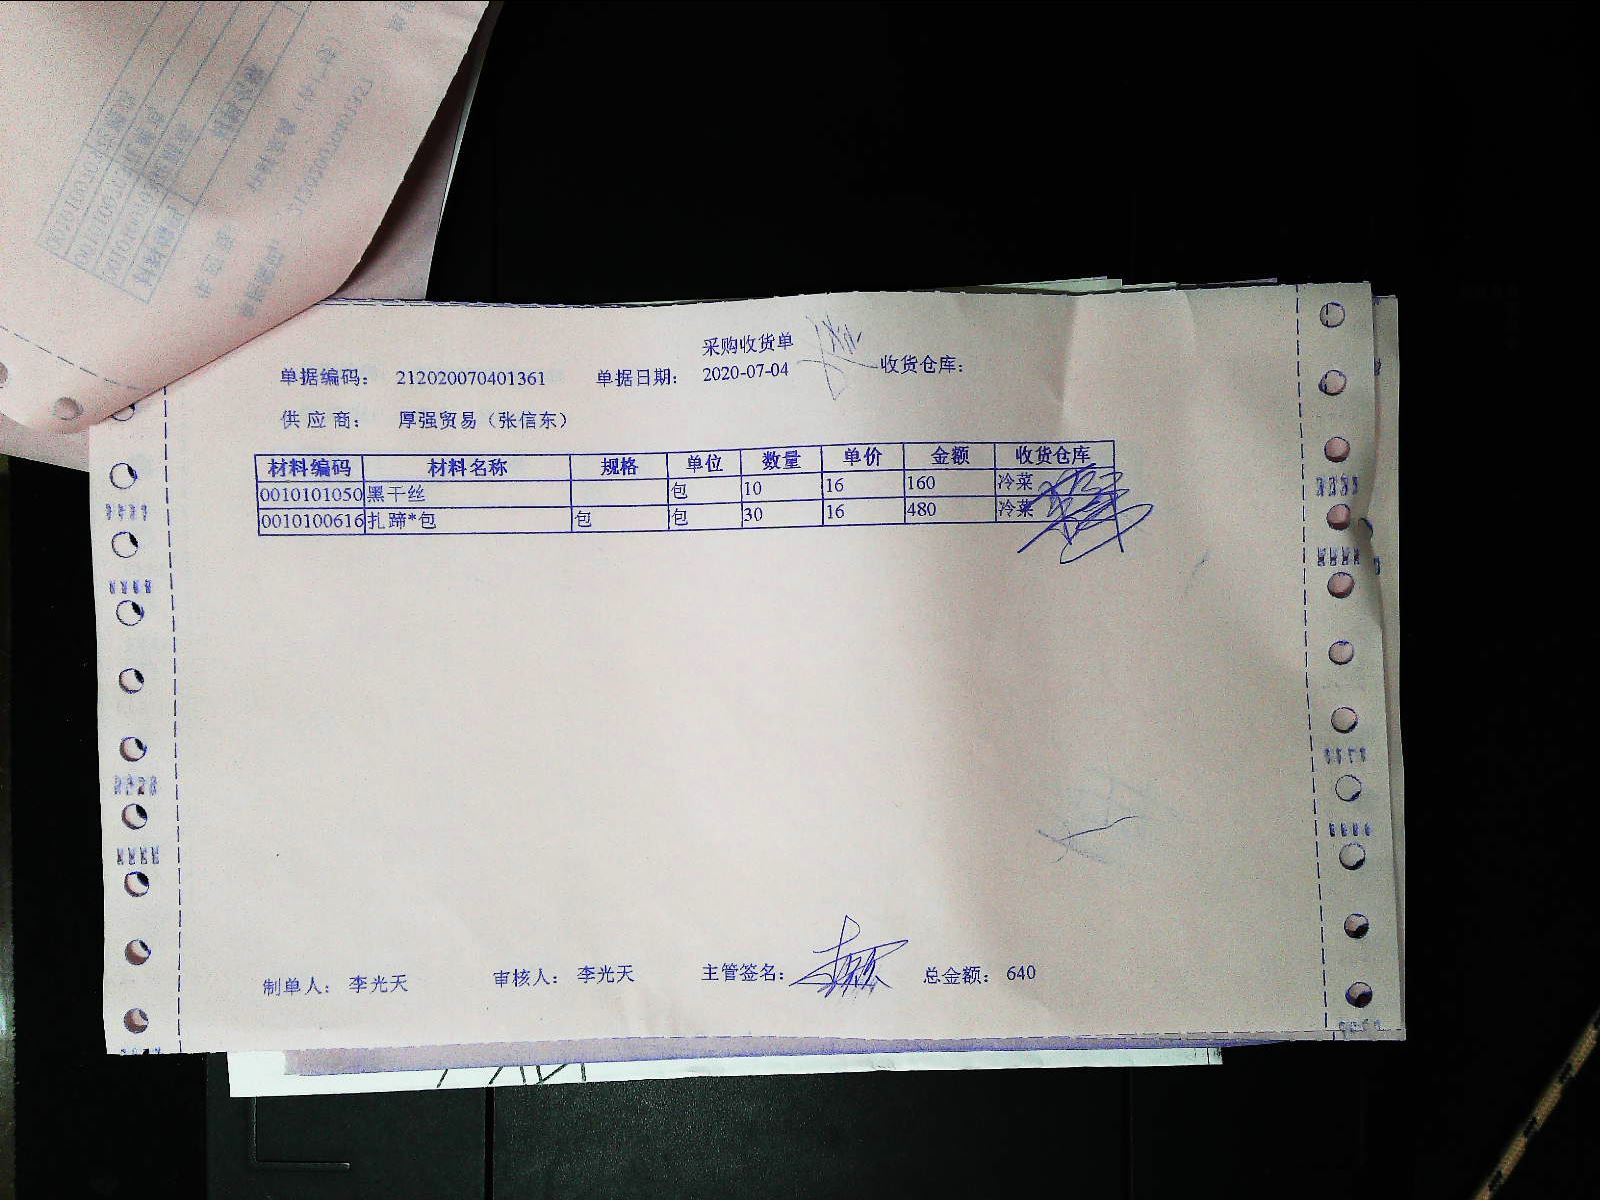 采购收货单
单据编码： 212020070401361 单据日期： 2020-07-04 收货仓库：
供 应 商： 厚强贸易（张信东）
材料编码 材料名称 规格 单位 数量 单价 金额 收货仓库
0010101050 黑干丝 包 10 16 160 冷菜
0010100616 扎蹄*包 包 包 30 16 480 冷菜
制单人： 李光天 审核人： 李光天 主管签名： 总金额： 640